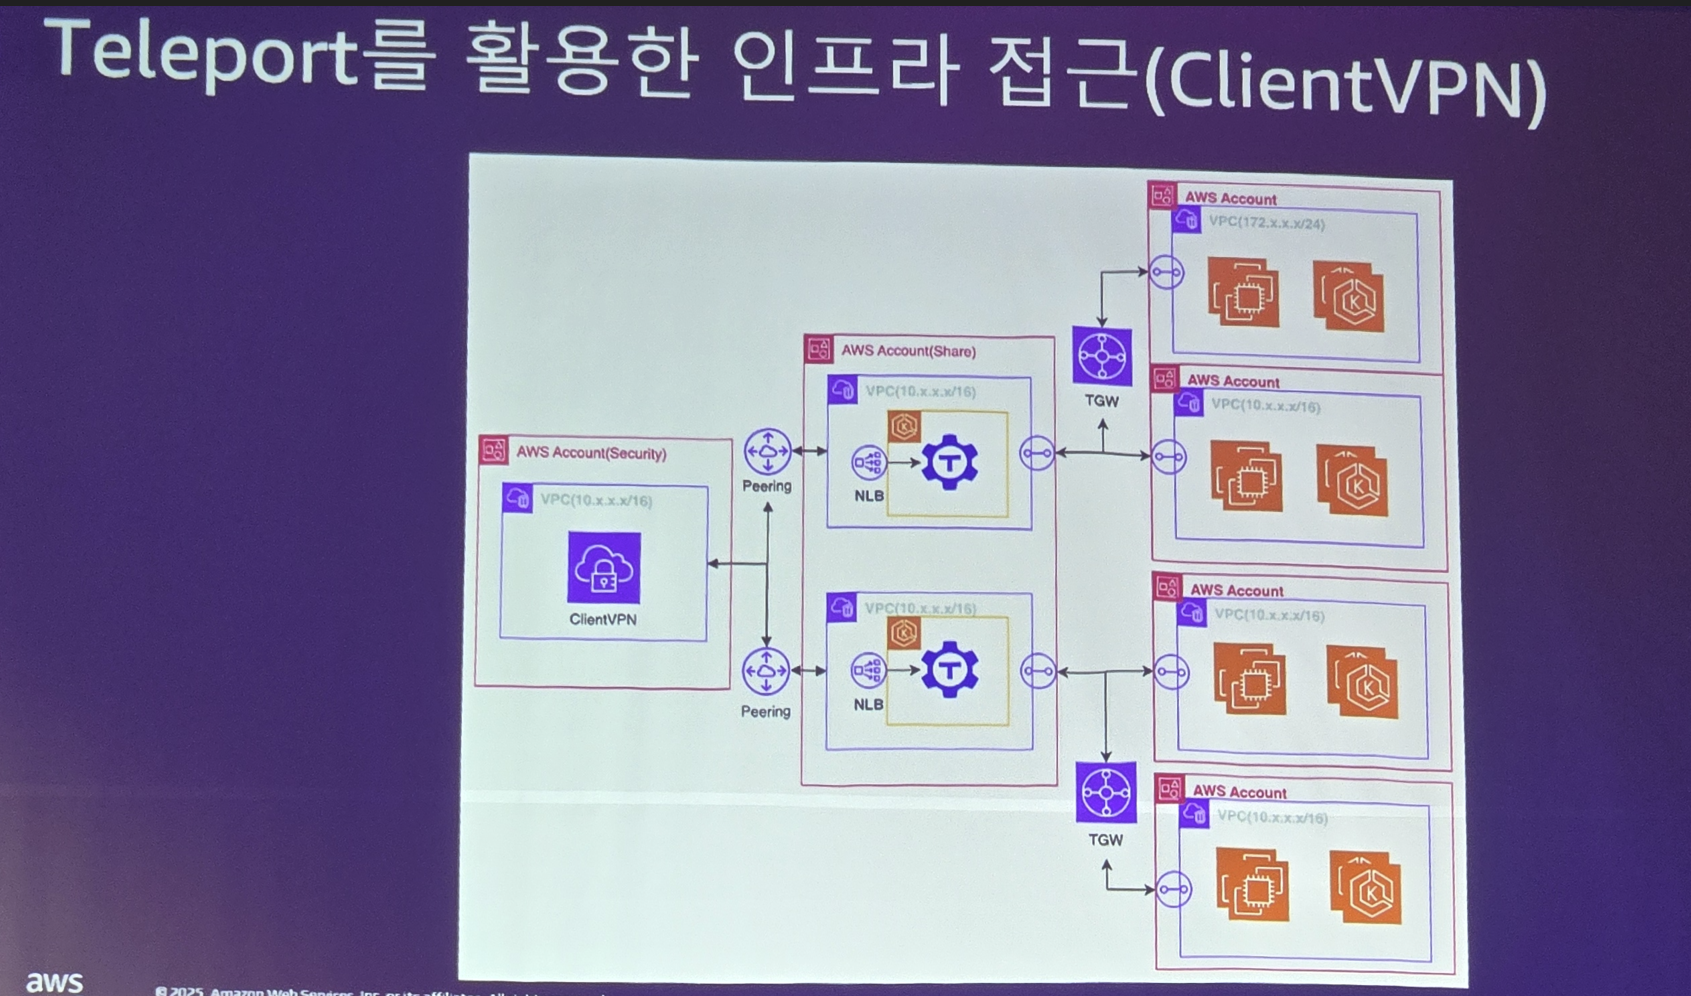 Teleport를 활용한 인프라 접근(ClientVPN)
AWS Account
VPC(172.x.x.x/24)
TGW
AWS Account
VPC(10.x.x.x/16)
AWS Account(Share)
VPC(10.x.x.x/16)
NLB
Peering
AWS Account(Security)
VPC(10.x.x.x/16)
ClientVPN
VPC(10.x.x.x/16)
NLB
Peering
AWS Account
VPC(10.x.x.x/16)
TGW
AWS Account
VPC(10.x.x.x/16)
aws
© 2025, Amazon Web Services, Inc. or its affiliates. All